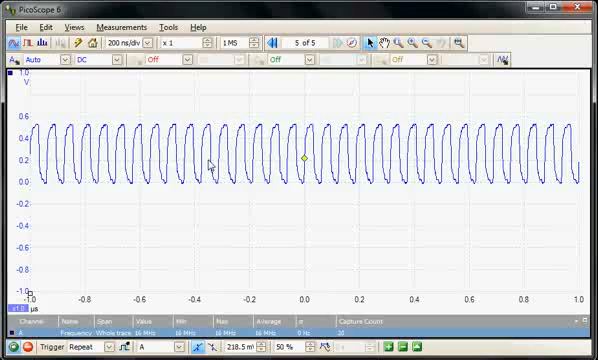 PicoScope 6
File Edit Views Measurements Tools Help
200 ns/div x 1 1 MS 5 of 5
A Auto DC Off Off Off
1.0
V
0.6
0.4
0.2
0.0
0.2
0.4
0.6
-1.0
-1.0 -0.8 -0.6 -0.4 -0.2 0.0 0.2 0.4 0.6 0.8 1.0
x1.0 µs
Channel Name Span Value Min Max Average σ Capture Count
A Frequency Whole trace 16 MHz 16 MHz 16 MHz 16 MHz 0 Hz 20
Trigger Repeat A 218.5 mV 50 %